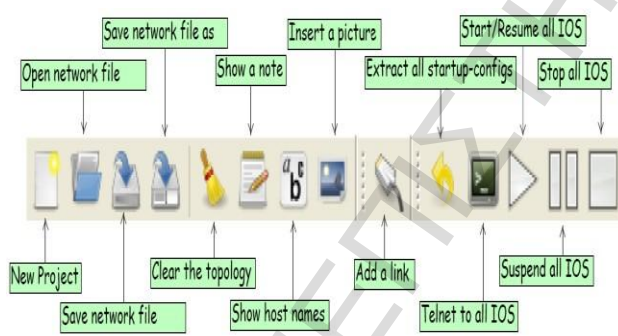 Save network file as
Insert a picture
Start/Resume all IOS
Open network file
Show a note
Extract all startup-configs
Stop all IOS
New Project
Clear the topology
Add a link
Suspend all IOS
Save network file
Show host names
Telnet to all IOS